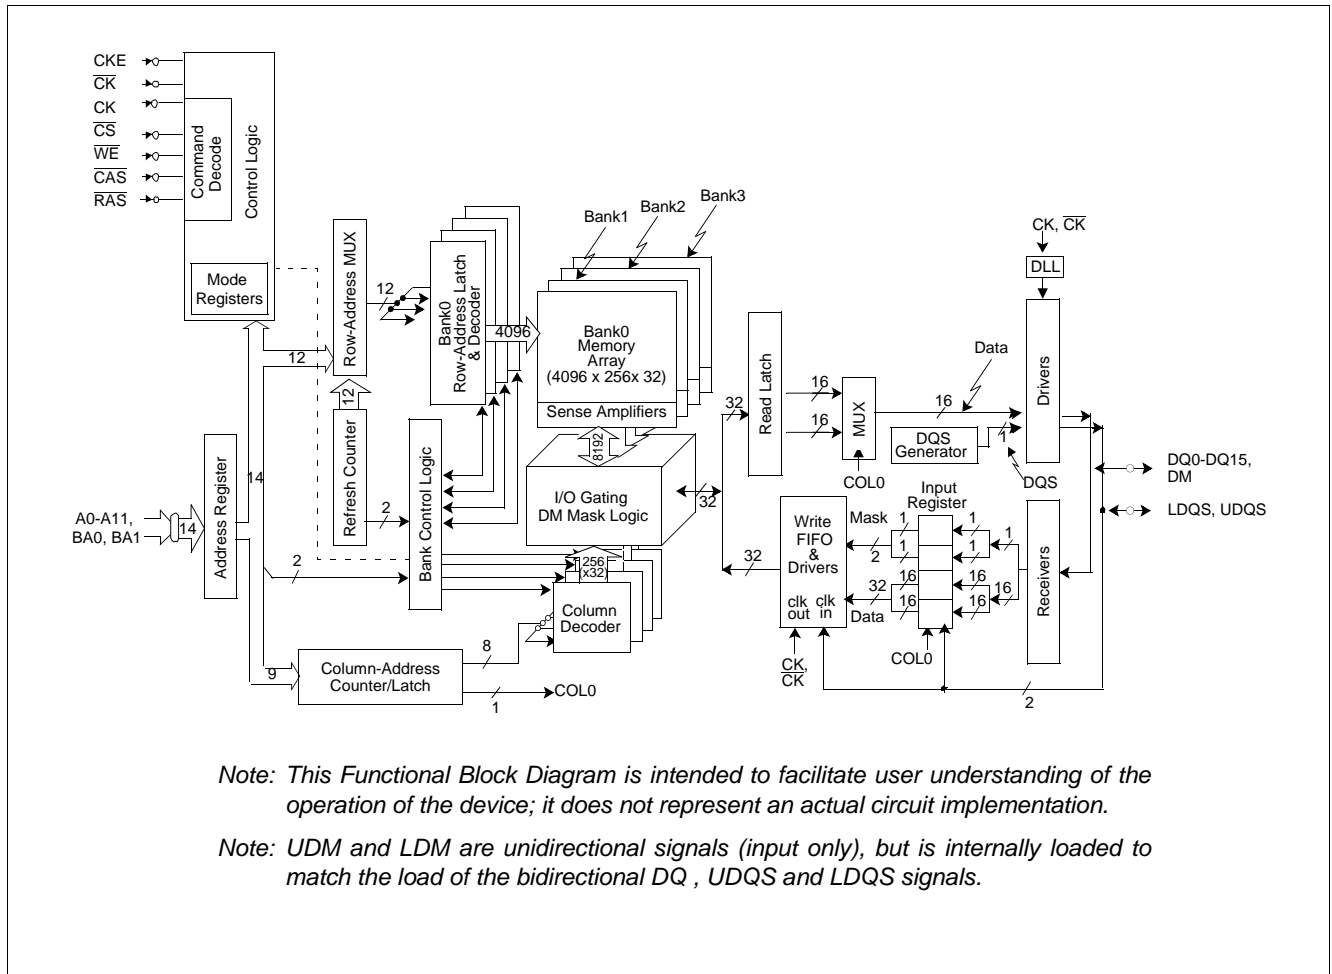 CKE
CK
CK
CS
WE
CAS
RAS
Command
Decode
Control Logic
Mode
Registers
Row-Address MUX
12
12
12
Refresh Counter
Bank0
Row-Address Latch
& Decoder
4096
Bank1
Bank2
Bank3
Bank0
Memory
Array
(4096 x 256x 32)
Sense Amplifiers
8192
I/O Gating
DM Mask Logic
Bank Control Logic
2
2
14
Address Register
A0-A11,
BA0, BA1
14
9
Column-Address
Counter/Latch
8
1
COL0
256
(x32)
Column
Decoder
32
32
32
Read Latch
16
16
MUX
COL0
16
Data
DQS
Generator
1
DQS
CK, CK
DLL
Drivers
DQ0-DQ15,
DM
LDQS, UDQS
Input
Register
Write
FIFO
&
Drivers
clk
out
clk
in
Mask
2
1
1
1
1
1
32
Data
16
16
16
16
16
Receivers
COL0
CK,
CK
2
Note: This Functional Block Diagram is intended to facilitate user understanding of the
operation of the device; it does not represent an actual circuit implementation.
Note: UDM and LDM are unidirectional signals (input only), but is internally loaded to
match the load of the bidirectional DQ , UDQS and LDQS signals.